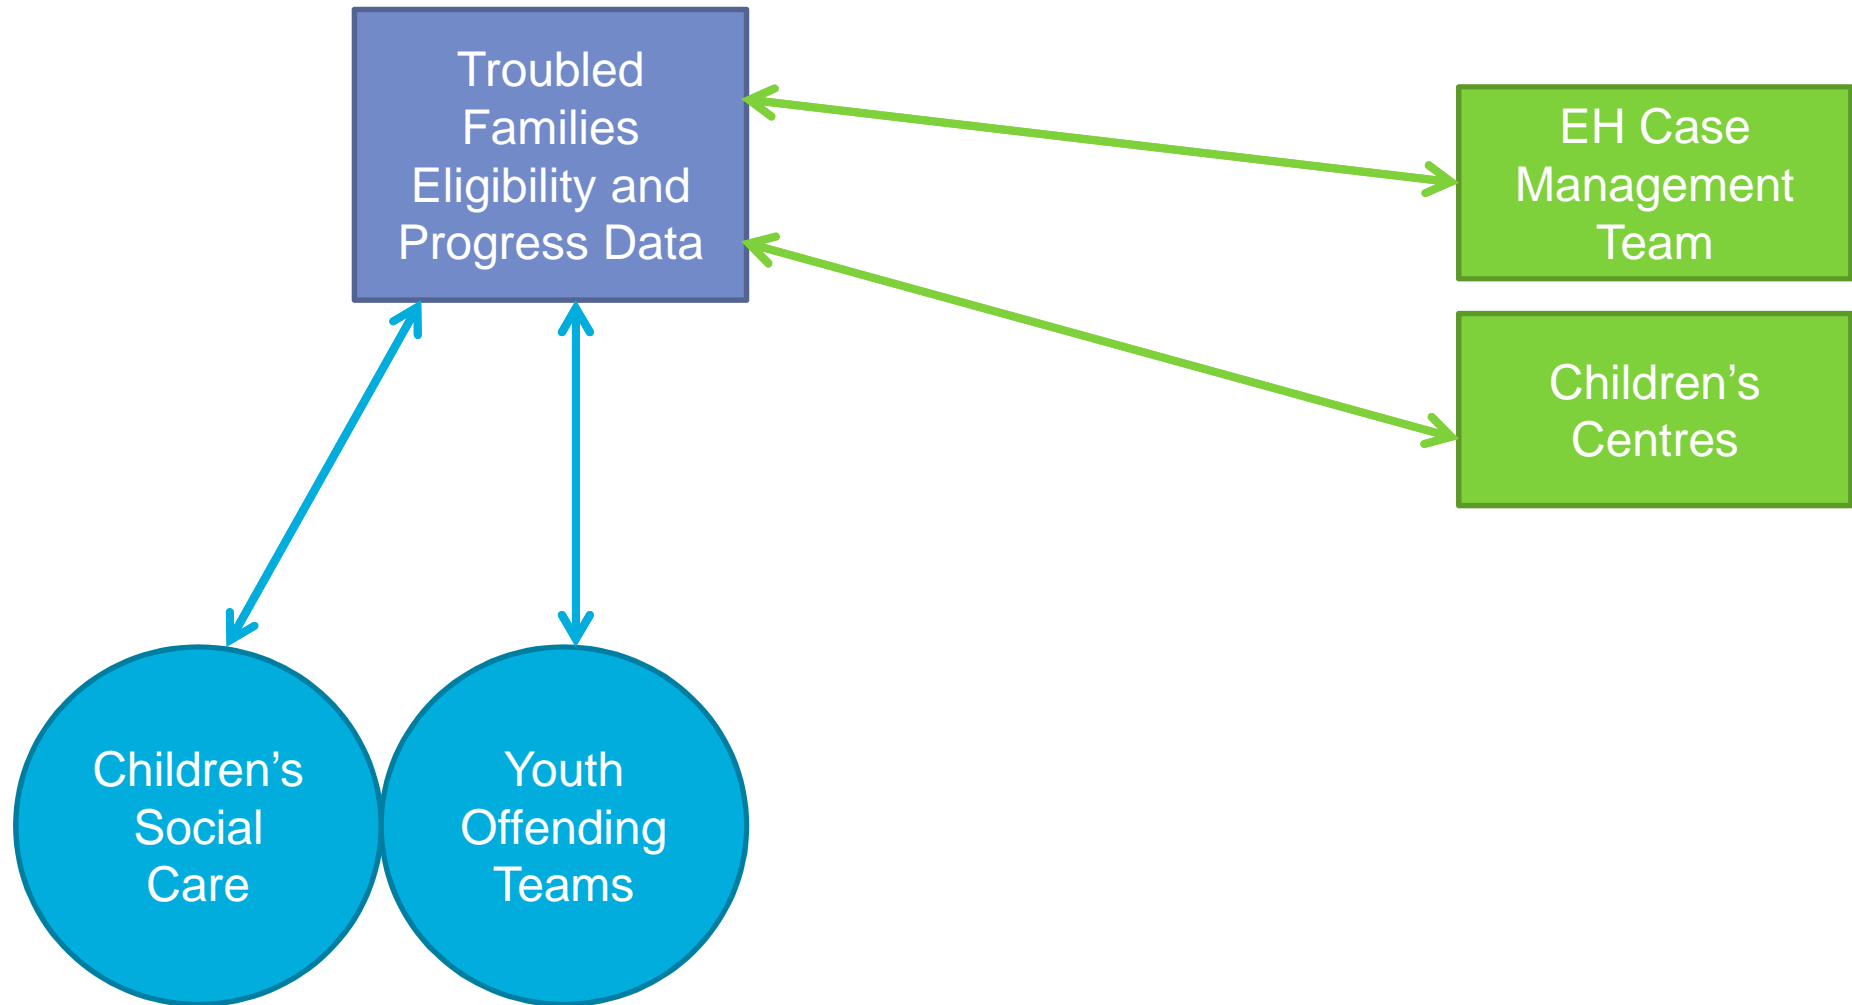 Troubled
Families
Eligibility and
Progress Data
EH Case
Management
Team
Children’s
Centres
Children’s
Social
Care
Youth
Offending
Teams